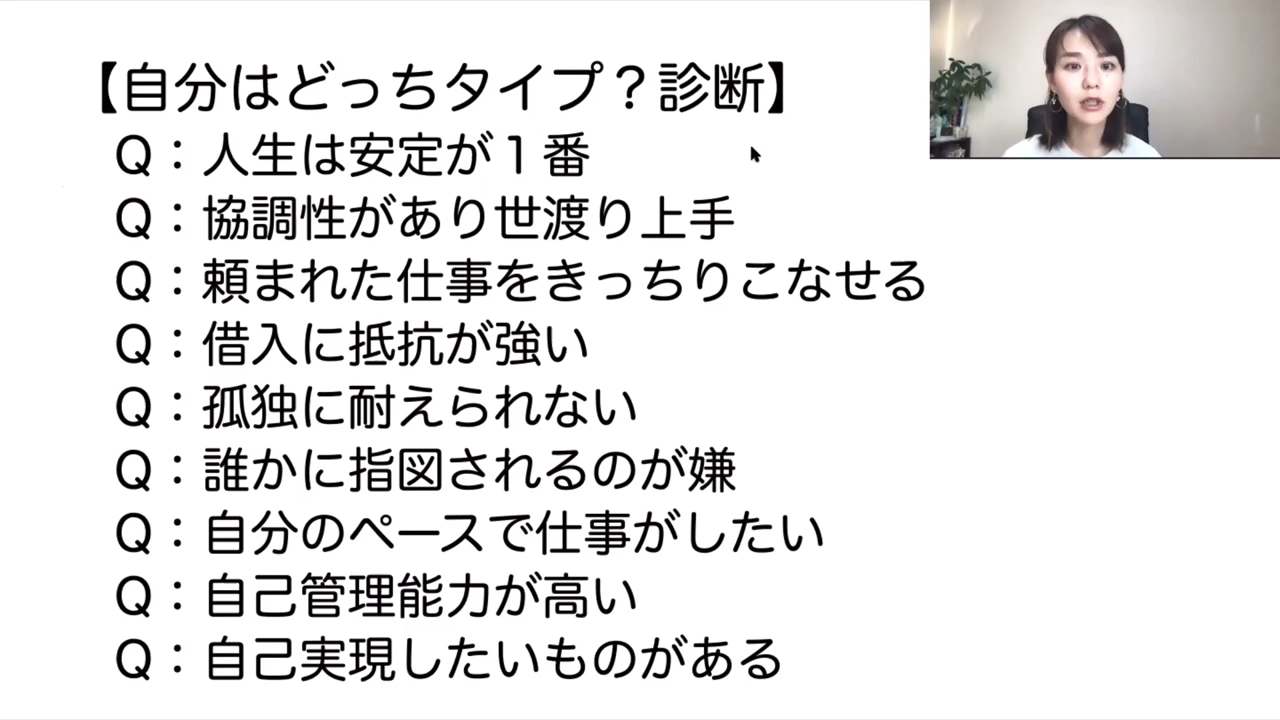 【自分はどっちタイプ？診断】
Q：人生は安定が１番
Q：協調性があり世渡り上手
Q：頼まれた仕事をきっちりこなせる
Q：借入に抵抗が強い
Q：孤独に耐えられない
Q：誰かに指図されるのが嫌
Q：自分のペースで仕事がしたい
Q：自己管理能力が高い
Q：自己実現したいものがある